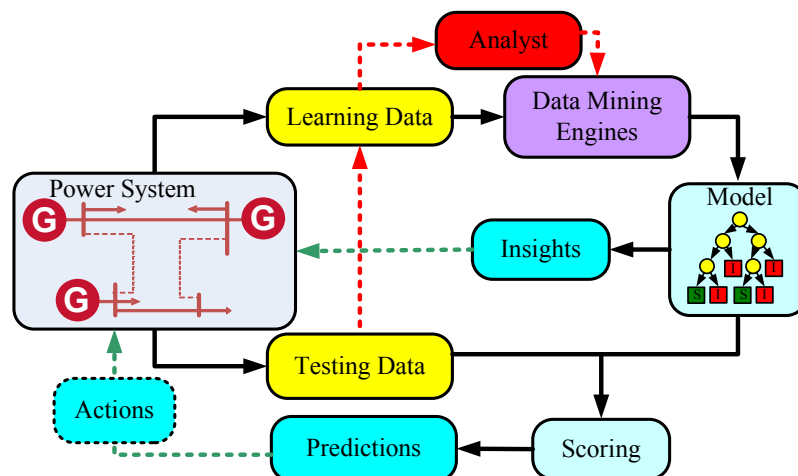 Analyst
Learning Data
Data Mining
Engines
Power System
G
G
G
Model
I
I
S
I
S
I
Insights
Testing Data
Actions
Predictions
Scoring